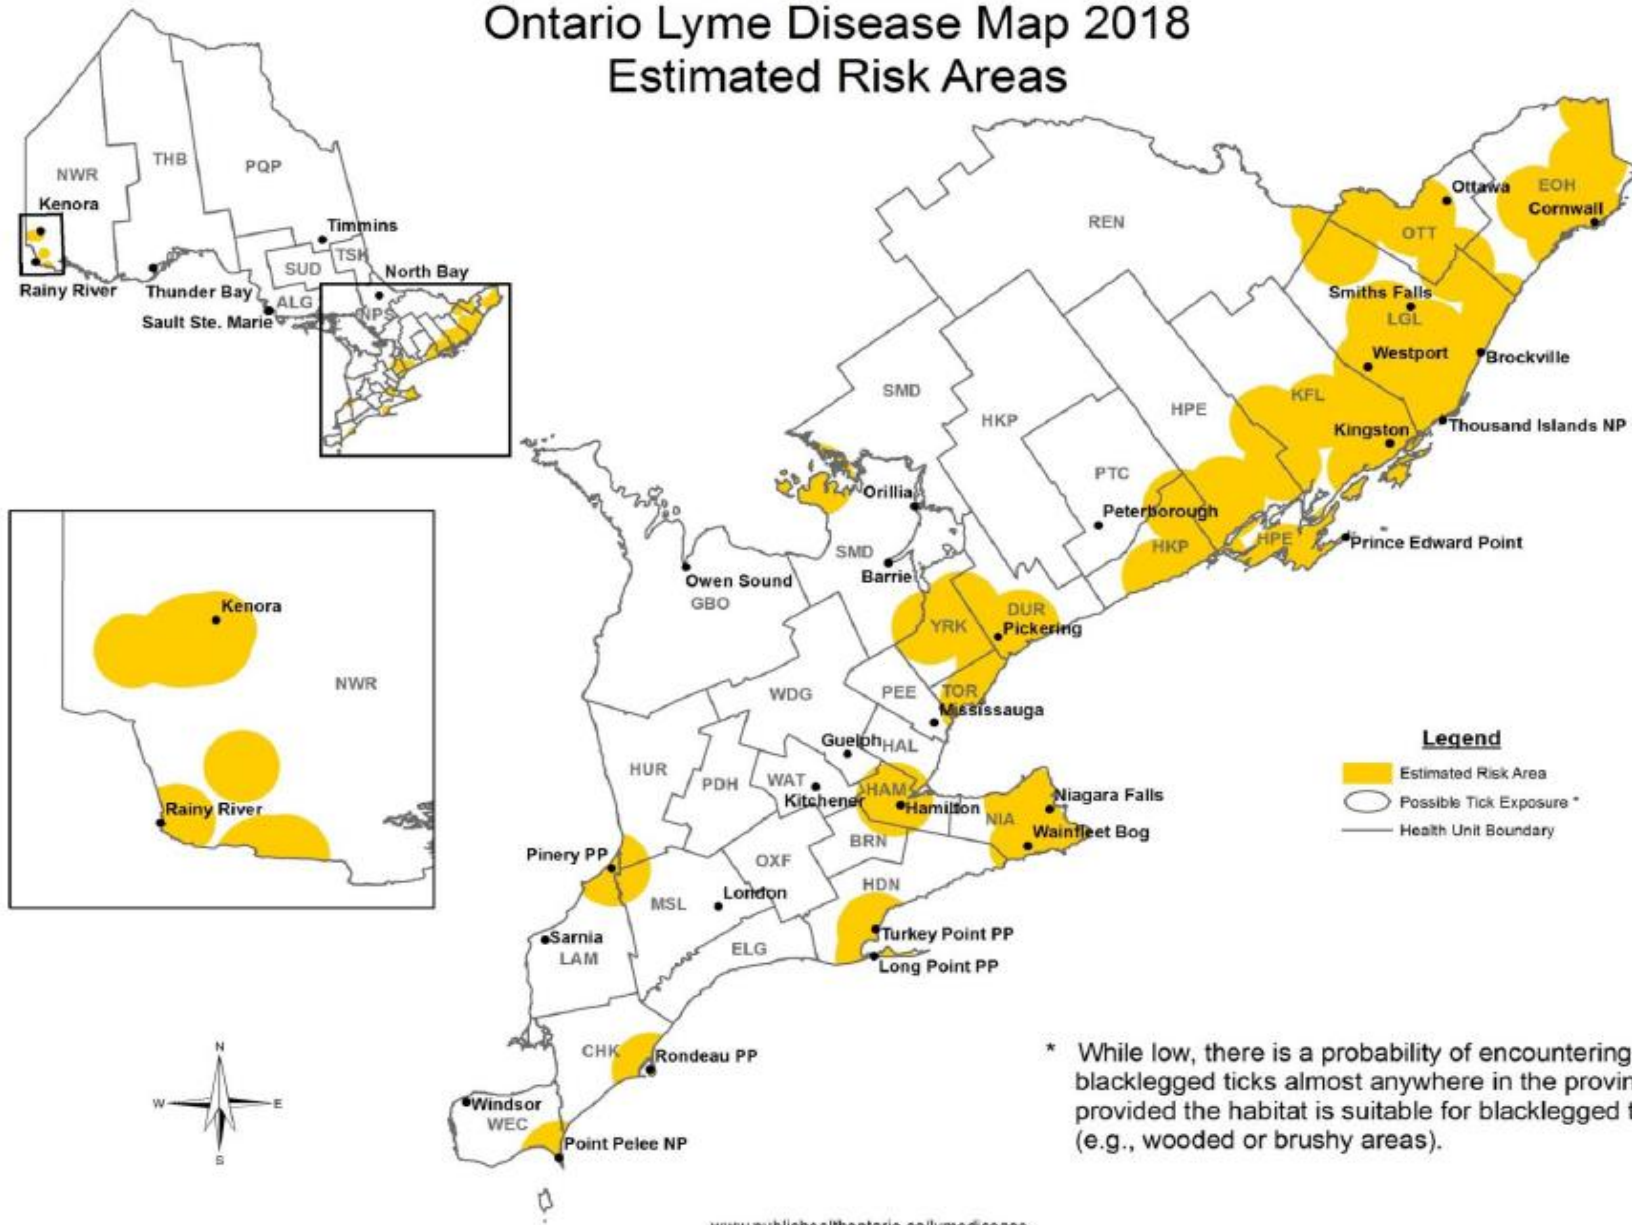 Ontario Lyme Disease Map 2018
Estimated Risk Areas
NWR
THB
PQP
Kenora
Timmins
TSK
SUD
North Bay
Rainy River
Thunder Bay
ALG
NPS
Sault Ste. Marie
REN
Ottawa
EOH
Cornwall
OTT
Smiths Falls
LGL
Westport
Brockville
SMD
HKP
HPE
KFL
Kingston
Thousand Islands NP
PTC
Orillia
Peterborough
SMD
HKP
HPE
Prince Edward Point
Owen Sound
Barrie
GBO
DUR
YRK
Pickering
Kenora
NWR
Rainy River
WDG
PEE
TOR
Mississauga
Guelph
HAL
HUR
PDH
WAT
Kitchener
HAM
Hamilton
Niagara Falls
NIA
Wainfleet Bog
BRN
Pinery PP
OXF
HDN
London
MSL
Turkey Point PP
Sarnia
ELG
LAM
Long Point PP
CHK
Rondeau PP
Windsor
WEC
Point Pelee NP
Legend
Estimated Risk Area
Possible Tick Exposure *
Health Unit Boundary
N
W
E
S
* While low, there is a probability of encountering
blacklegged ticks almost anywhere in the provin
provided the habitat is suitable for blacklegged t
(e.g., wooded or brushy areas).